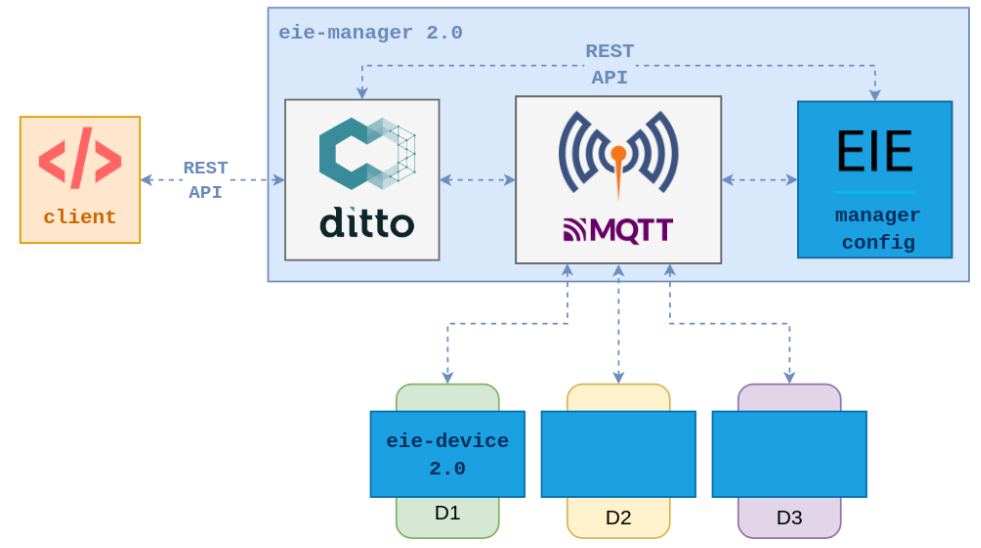 eie-manager 2.0
REST
API
</>
client
REST
API
ditto
MQTT
EIE
manager
config
eie-device
2.0
D1
D2
D3